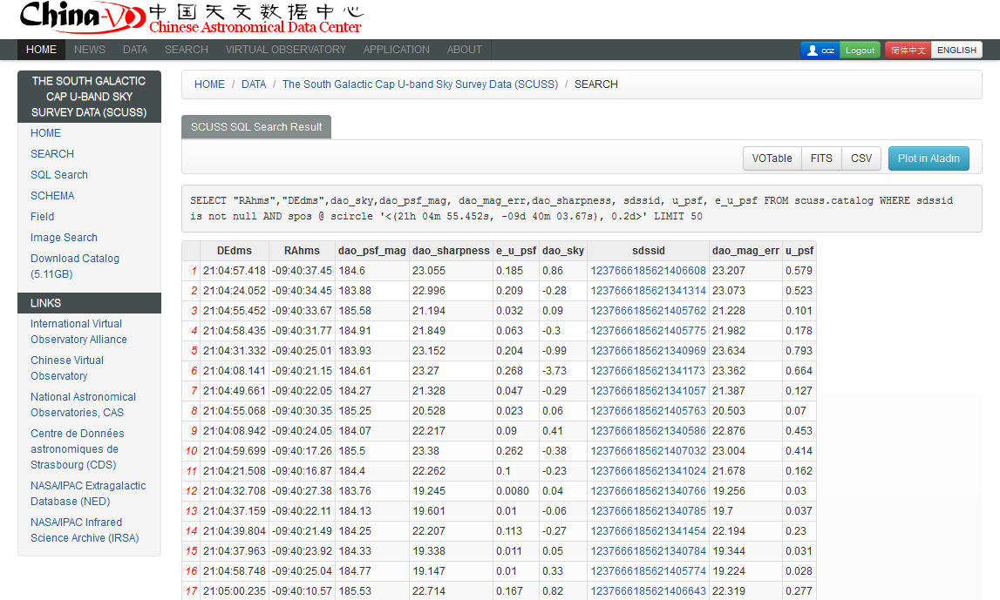 China-VO 中国天文数据中心
Chinese Astronomical Data Center
HOME NEWS DATA SEARCH VIRTUAL OBSERVATORY APPLICATION ABOUT ccz Logout 简体中文 ENGLISH
THE SOUTH GALACTIC
CAP U-BAND SKY
SURVEY DATA (SCUSS)
HOME
SEARCH
SQL Search
SCHEMA
Field
Image Search
Download Catalog
(5.11GB)
LINKS
International Virtual
Observatory Alliance
Chinese Virtual
Observatory
National Astronomical
Observatories, CAS
Centre de Données
astronomiques de
Strasbourg (CDS)
NASA/IPAC Extragalactic
Database (NED)
NASA/IPAC Infrared
Science Archive (IRSA)
HOME / DATA / The South Galactic Cap U-band Sky Survey Data (SCUSS) / SEARCH
SCUSS SQL Search Result
VOTable FITS CSV Plot in Aladin
SELECT "RAhms","DEdms",dao_sky,dao_psf_mag, dao_mag_err,dao_sharpness, sdssid, u_psf, e_u_psf FROM scuss.catalog WHERE sdssid
is not null AND spos @ scircle '<(21h 04m 55.452s, -09d 40m 03.67s), 0.2d>' LIMIT 50
DEdms RAhms dao_psf_mag dao_sharpness e_u_psf dao_sky sdssid dao_mag_err u_psf
1 21:04:57.418 -09:40:37.45 184.6 23.055 0.185 0.86 1237666185621406608 23.207 0.579
2 21:04:24.052 -09:40:34.45 183.88 22.996 0.209 -0.28 1237666185621341314 23.073 0.523
3 21:04:55.452 -09:40:33.67 185.58 21.194 0.032 0.09 1237666185621405762 21.228 0.101
4 21:04:58.435 -09:40:31.77 184.91 21.849 0.063 -0.3 1237666185621405775 21.982 0.178
5 21:04:31.332 -09:40:25.01 183.93 23.152 0.204 -0.99 1237666185621340969 23.634 0.793
6 21:04:08.141 -09:40:21.15 184.61 23.27 0.268 -3.73 1237666185621341173 23.362 0.664
7 21:04:49.661 -09:40:22.05 184.27 21.328 0.047 -0.29 1237666185621341057 21.387 0.127
8 21:04:55.068 -09:40:30.35 185.25 20.528 0.023 0.06 1237666185621405763 20.503 0.07
9 21:04:08.942 -09:40:24.05 184.07 22.217 0.09 0.41 1237666185621340586 22.876 0.453
10 21:04:59.699 -09:40:17.26 185.5 23.38 0.262 -0.38 1237666185621407032 23.004 0.414
11 21:04:21.508 -09:40:16.87 184.4 22.262 0.1 -0.23 1237666185621341024 21.678 0.162
12 21:04:32.708 -09:40:27.38 183.76 19.245 0.0080 0.04 1237666185621340766 19.256 0.03
13 21:04:37.159 -09:40:22.11 184.13 19.601 0.01 -0.06 1237666185621340785 19.7 0.037
14 21:04:39.804 -09:40:21.49 184.25 22.207 0.113 -0.27 1237666185621341454 22.194 0.23
15 21:04:37.963 -09:40:23.92 184.33 19.338 0.011 0.05 1237666185621340784 19.344 0.031
16 21:04:58.748 -09:40:25.04 184.77 19.147 0.01 0.33 1237666185621405774 19.224 0.028
17 21:05:00.235 -09:40:10.57 185.53 22.714 0.167 0.82 1237666185621406643 22.319 0.277